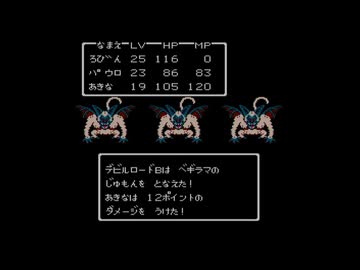 なまえ LV HP MP
ろびん 25 116 0
パウロ 23 86 83
あきな 19 105 120
デビルロードBは ベギラマの
じゅもんを となえた!
あきなは 12ポイントの
ダメージを うけた!